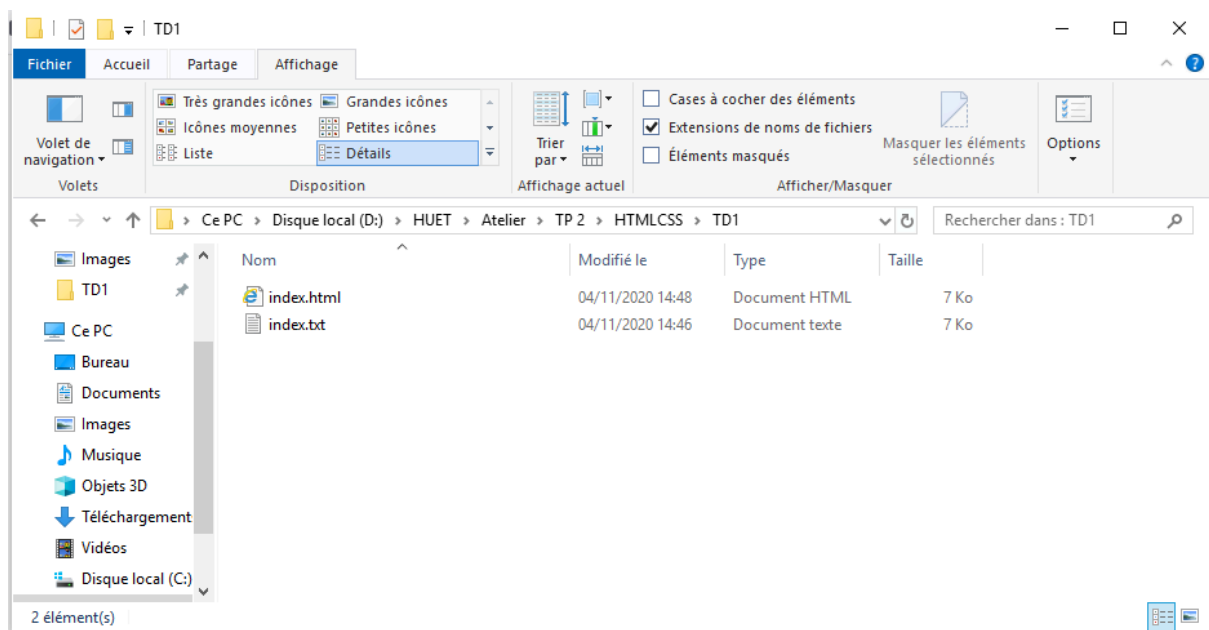 TD1
Fichier Accueil Partage Affichage
Très grandes icônes Grandes icônes
Icônes moyennes Petites icônes
Liste Détails
Volet de navigation
Trier par
Cases à cocher des éléments
Extensions de noms de fichiers
Éléments masqués
Masquer les éléments sélectionnés
Options
Volets Disposition Affichage actuel Afficher/Masquer
Ce PC > Disque local (D:) > HUET > Atelier > TP 2 > HTMLCSS > TD1
Rechercher dans : TD1
Images
TD1
Ce PC
Bureau
Documents
Images
Musique
Objets 3D
Téléchargement
Vidéos
Disque local (C:)
Nom Modifié le Type Taille
index.html 04/11/2020 14:48 Document HTML 7 Ko
index.txt 04/11/2020 14:46 Document texte 7 Ko
2 élément(s)